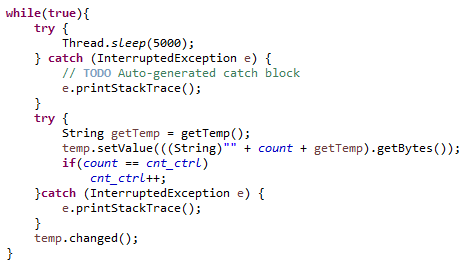 while(true){
    try {
        Thread.sleep(5000);
    } catch (InterruptedException e) {
        // TODO Auto-generated catch block
        e.printStackTrace();
    }
    try {
        String getTemp = getTemp();
        temp.setValue(((String)"" + count + getTemp).getBytes());
        if(count == cnt_ctrl)
            cnt_ctrl++;
    }catch (InterruptedException e) {
        e.printStackTrace();
    }
    temp.changed();
}